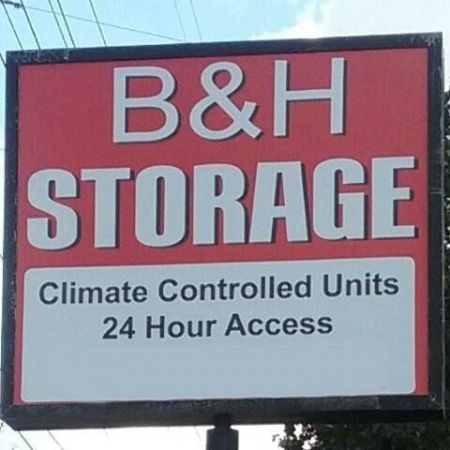 B&H
STORAGE
Climate Controlled Units
24 Hour Access